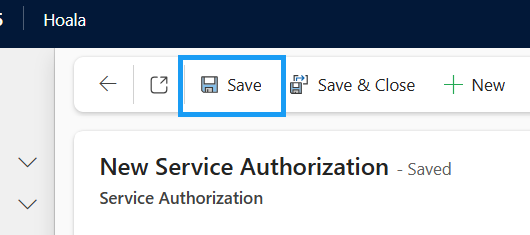 Hoala
Save Save & Close New
New Service Authorization - Saved
Service Authorization